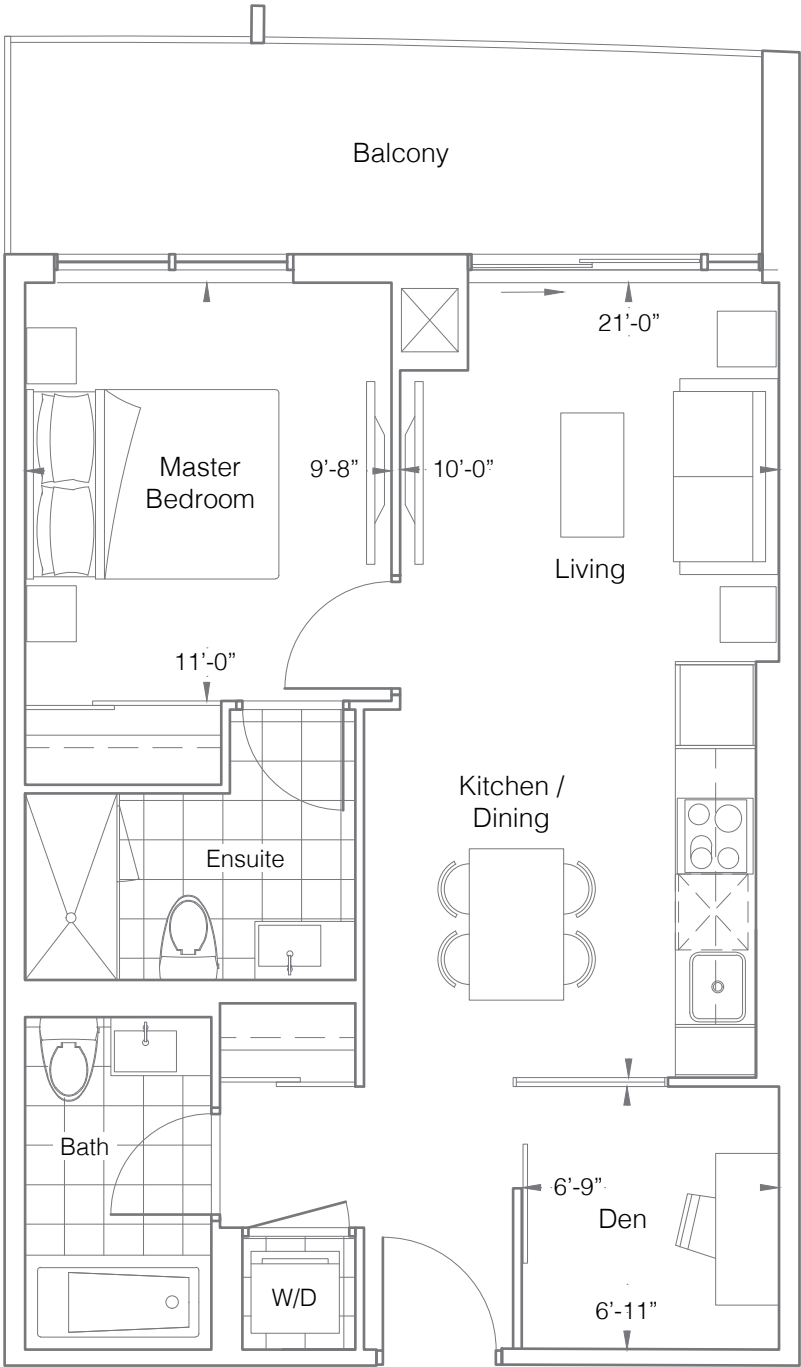 Balcony
21’-0”
Master
Bedroom
9’-8”
10’-0”
Living
11’-0”
Kitchen /
Dining
Ensuite
Bath
6’-9”
Den
W/D
6’-11”